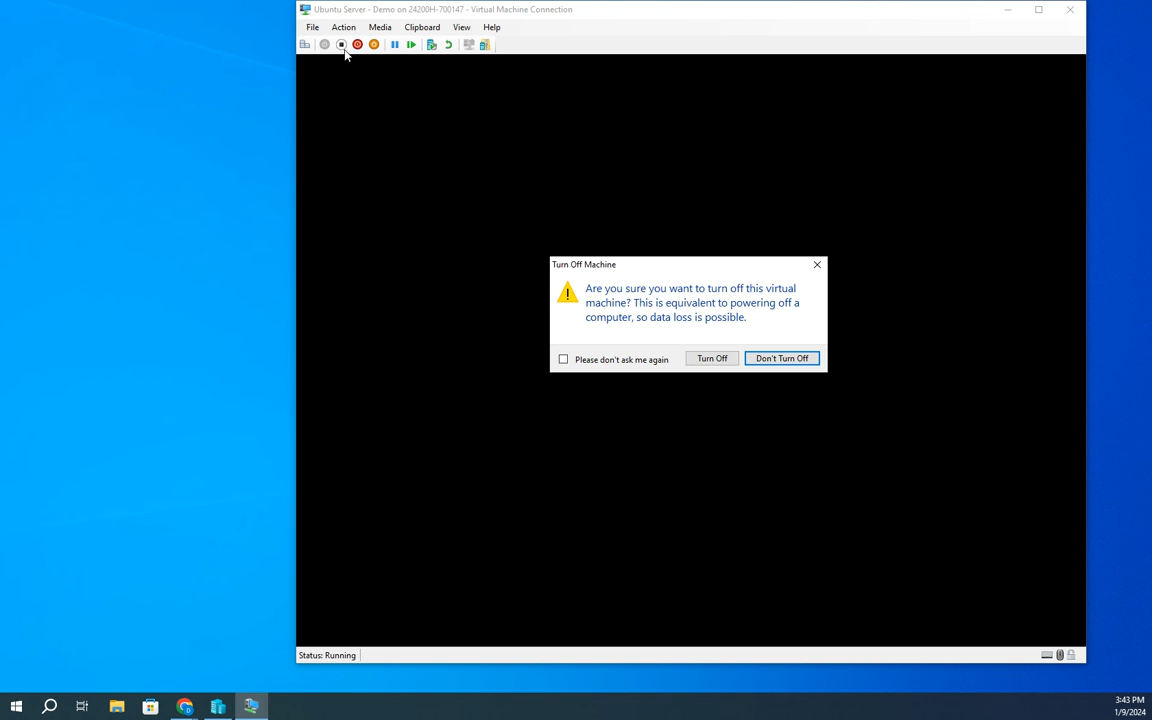 Ubuntu Server - Demo on 24200H-700147 - Virtual Machine Connection
File Action Media Clipboard View Help
Turn Off Machine
Are you sure you want to turn off this virtual
machine? This is equivalent to powering off a
computer, so data loss is possible.
Please don't ask me again Turn Off Don't Turn Off
Status: Running
3:43 PM
1/9/2024